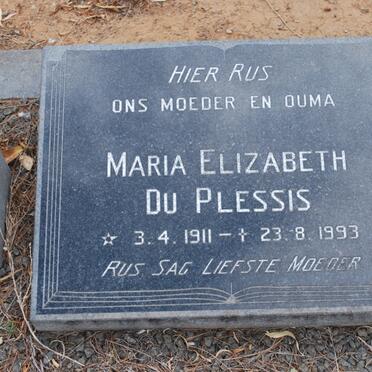 HIER RUS
ONS MOEDER EN OUMA
MARIA ELIZABETH
DU PLESSIS
☆ 3.4.1911 - ✝ 23.8.1993
RUS SAG LIEFSTE MOEDER